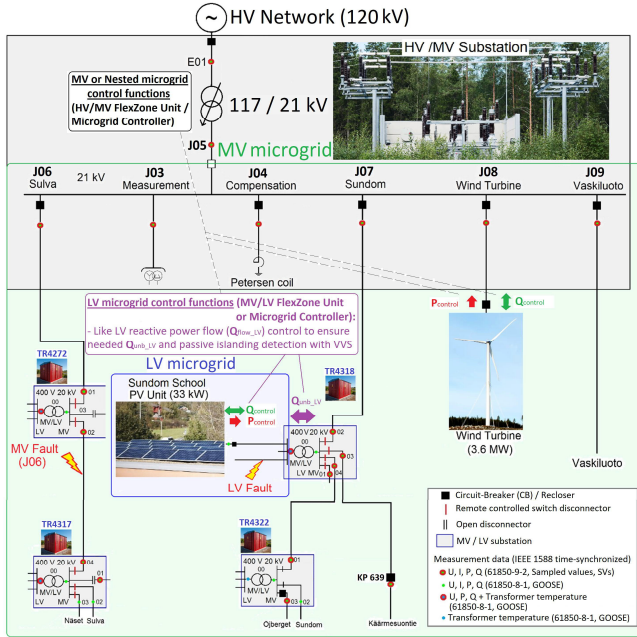 HV Network (120 kV)
E01
HV /MV Substation
MV or Nested microgrid
control functions
(HV/MV FlexZone Unit /
Microgrid Controller)
117 / 21 kV
J05
MV microgrid
J06
Sulva
21 kV
J03
Measurement
J04
Compensation
J07
Sundom
J08
Wind Turbine
J09
Vaskiluoto
Petersen coil
LV microgrid control functions (MV/LV FlexZone Unit
or Microgrid Controller):
- Like LV reactive power flow (Qflow_LV) control to ensure
needed Qunb_LV and passive islanding detection with VVS
Pcontrol
Qcontrol
LV microgrid
TR4272
400 V 20 kV
01
MV/LV
03
LV
MV
02
Sundom School
PV Unit (33 kW)
Qcontrol
Pcontrol
Qunb_LV
TR4318
Wind Turbine
(3.6 MW)
MV Fault
(J06)
LV Fault
400 V 20 kV
02
MV/LV
03
LV
MV
01
04
Vaskiluoto
TR4317
400 V 20 kV
04
01
MV/LV
LV
MV
03
02
Näset
Sulva
TR4322
400 V 20 kV
01
MV/LV
LV
MV
03
02
Öjberget
Sundom
KP 639
Käärmesuontie
Circuit-Breaker (CB) / Recloser
Remote controlled switch disconnector
Open disconnector
MV / LV substation
Measurement data (IEEE 1588 time-synchronized)
U, I, P, Q (61850-9-2, Sampled values, SVs)
U, I, P, Q (61850-8-1, GOOSE)
U, P, Q + Transformer temperature
(61850-8-1, GOOSE)
Transformer temperature (61850-8-1, GOOSE)